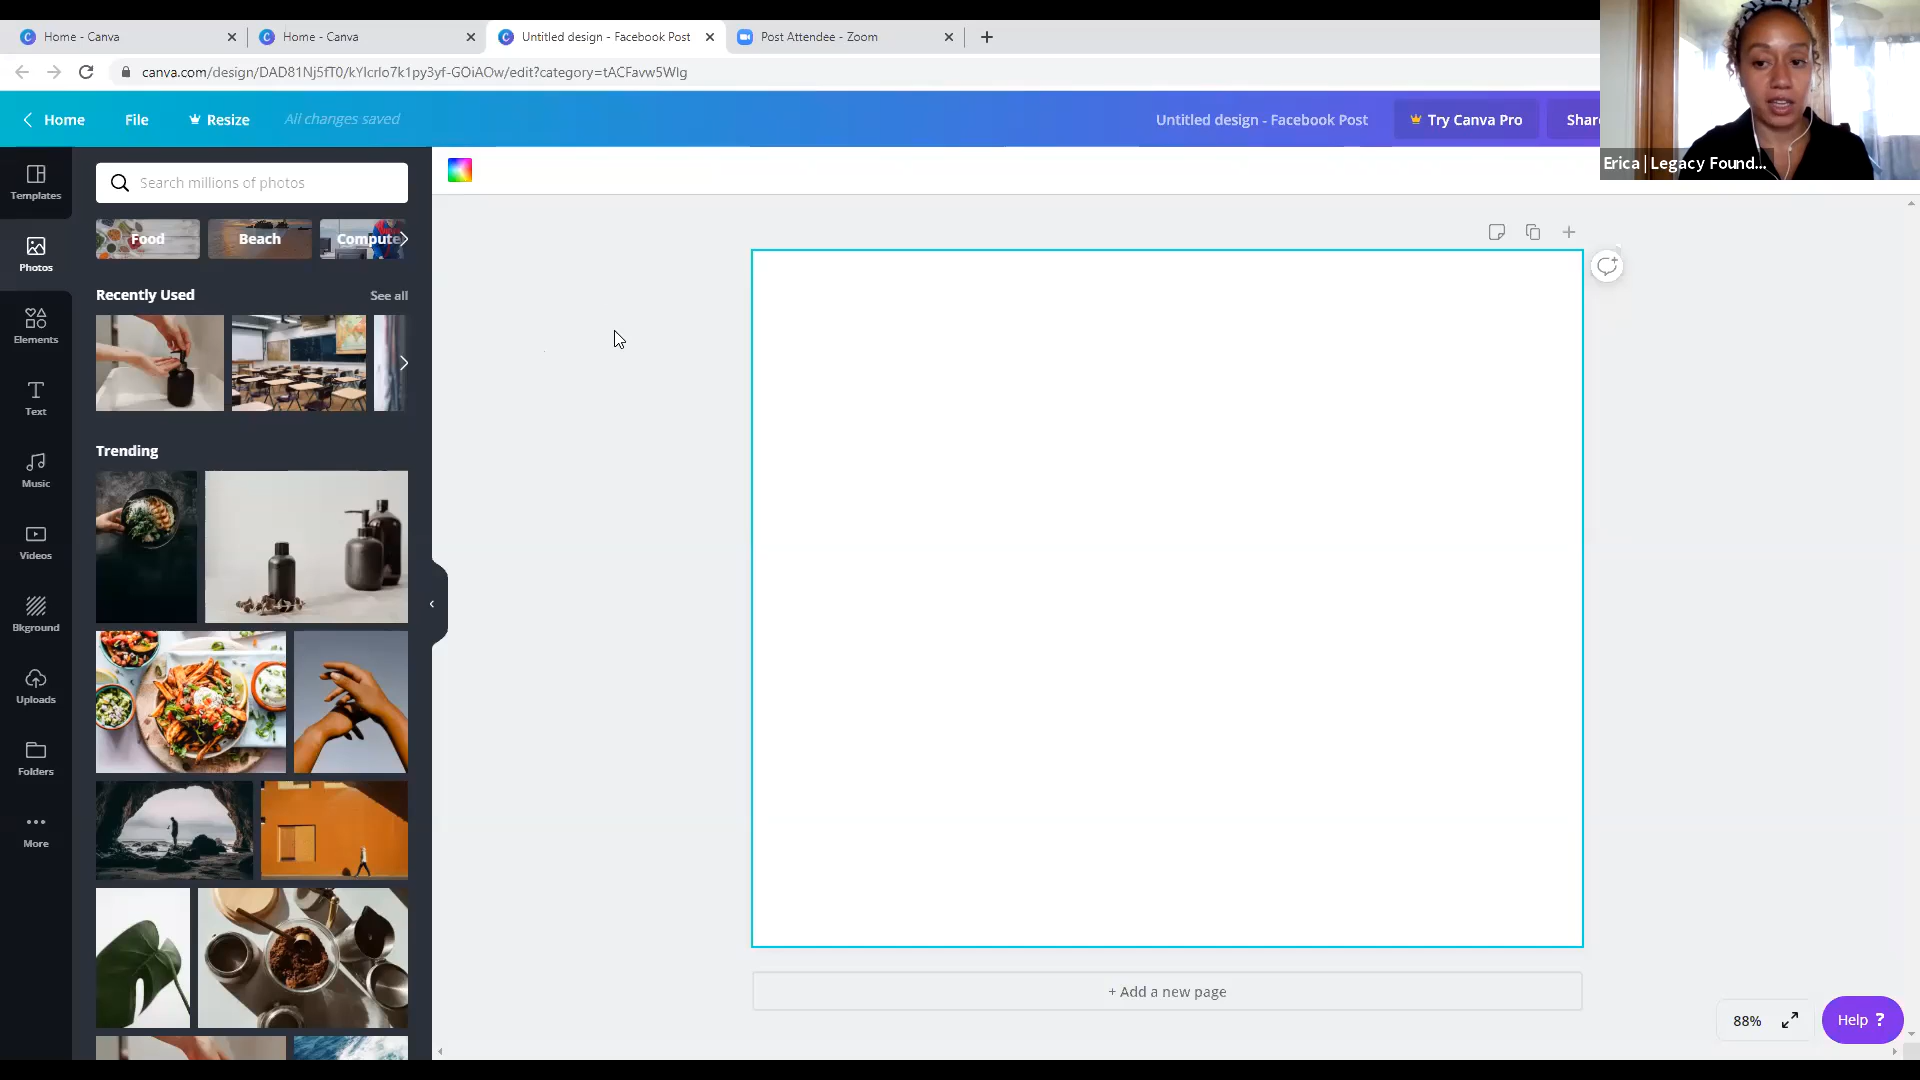 Home - Canva
Home - Canva
Untitled design - Facebook Post
Post Attendee - Zoom
canva.com/design/DAD81Nj5fT0/kYlcrlo7k1py3yf-GOiAOw/edit?category=tACFavw5WIg
Home
File
Resize
All changes saved
Untitled design - Facebook Post
Try Canva Pro
Share
Erica | Legacy Found...
Templates
Photos
Elements
Text
Music
Videos
Bkground
Uploads
Folders
More
Search millions of photos
Food
Beach
Compute
Recently Used
See all
Trending
+ Add a new page
88%
Help ?